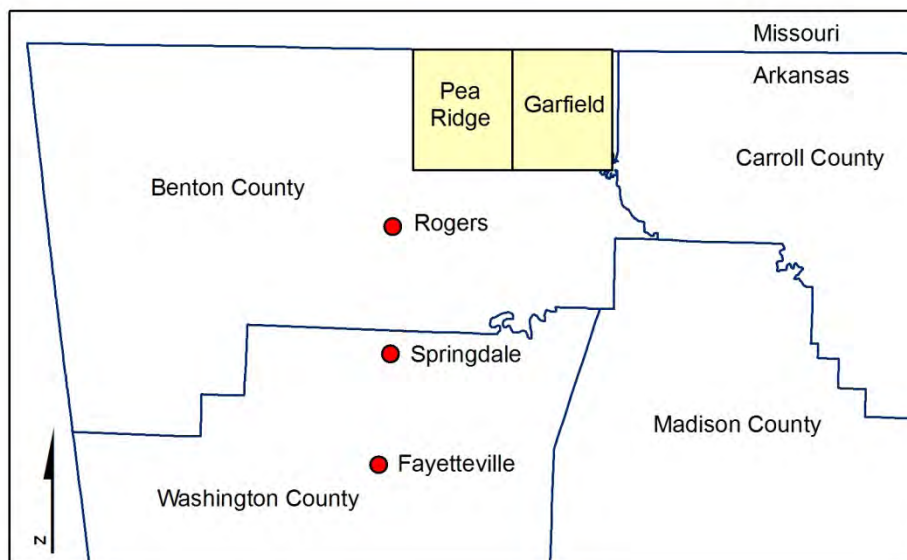 Missouri
Arkansas
Pea
Ridge
Garfield
Carroll County
Benton County
Rogers
Springdale
Madison County
Fayetteville
Washington County
N